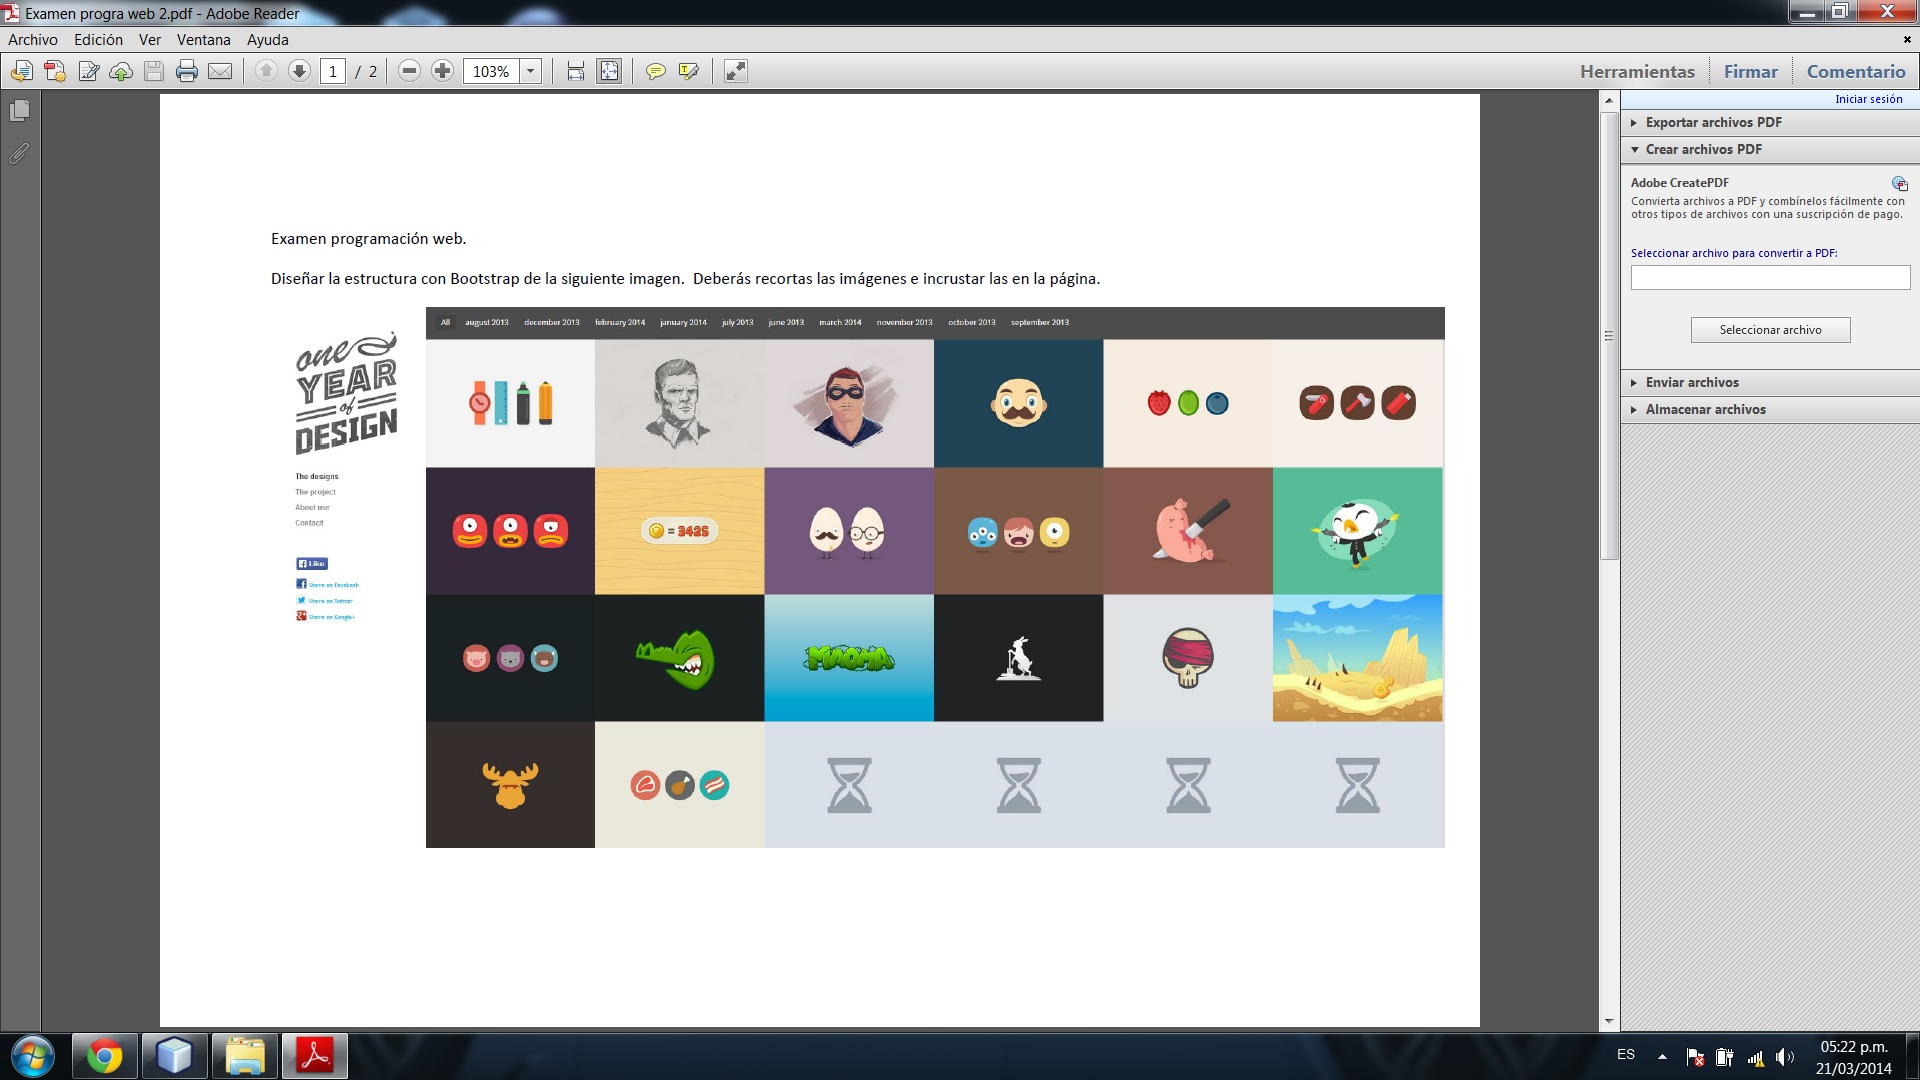 Examen progra web 2.pdf - Adobe Reader
Archivo Edición Ver Ventana Ayuda
1 / 2 103% Herramientas Firmar Comentario
Iniciar sesión
Exportar archivos PDF
Crear archivos PDF
Adobe CreatePDF
Convierta archivos a PDF y combínelos fácilmente con
otros tipos de archivos con una suscripción de pago.
Seleccionar archivo para convertir a PDF:
Seleccionar archivo
Enviar archivos
Almacenar archivos
Examen programación web.
Diseñar la estructura con Bootstrap de la siguiente imagen. Deberás recortas las imágenes e incrustar las en la página.
All august 2013 december 2013 february 2014 january 2014 july 2013 june 2013 march 2014 november 2013 october 2013 september 2013
one
YEAR
of
DESIGN
The designs
The project
About me
Contact
Like
Share on Facebook
Share on Twitter
Share on Google+
= 3425
MAQMA
ES
05:22 p.m.
21/03/2014